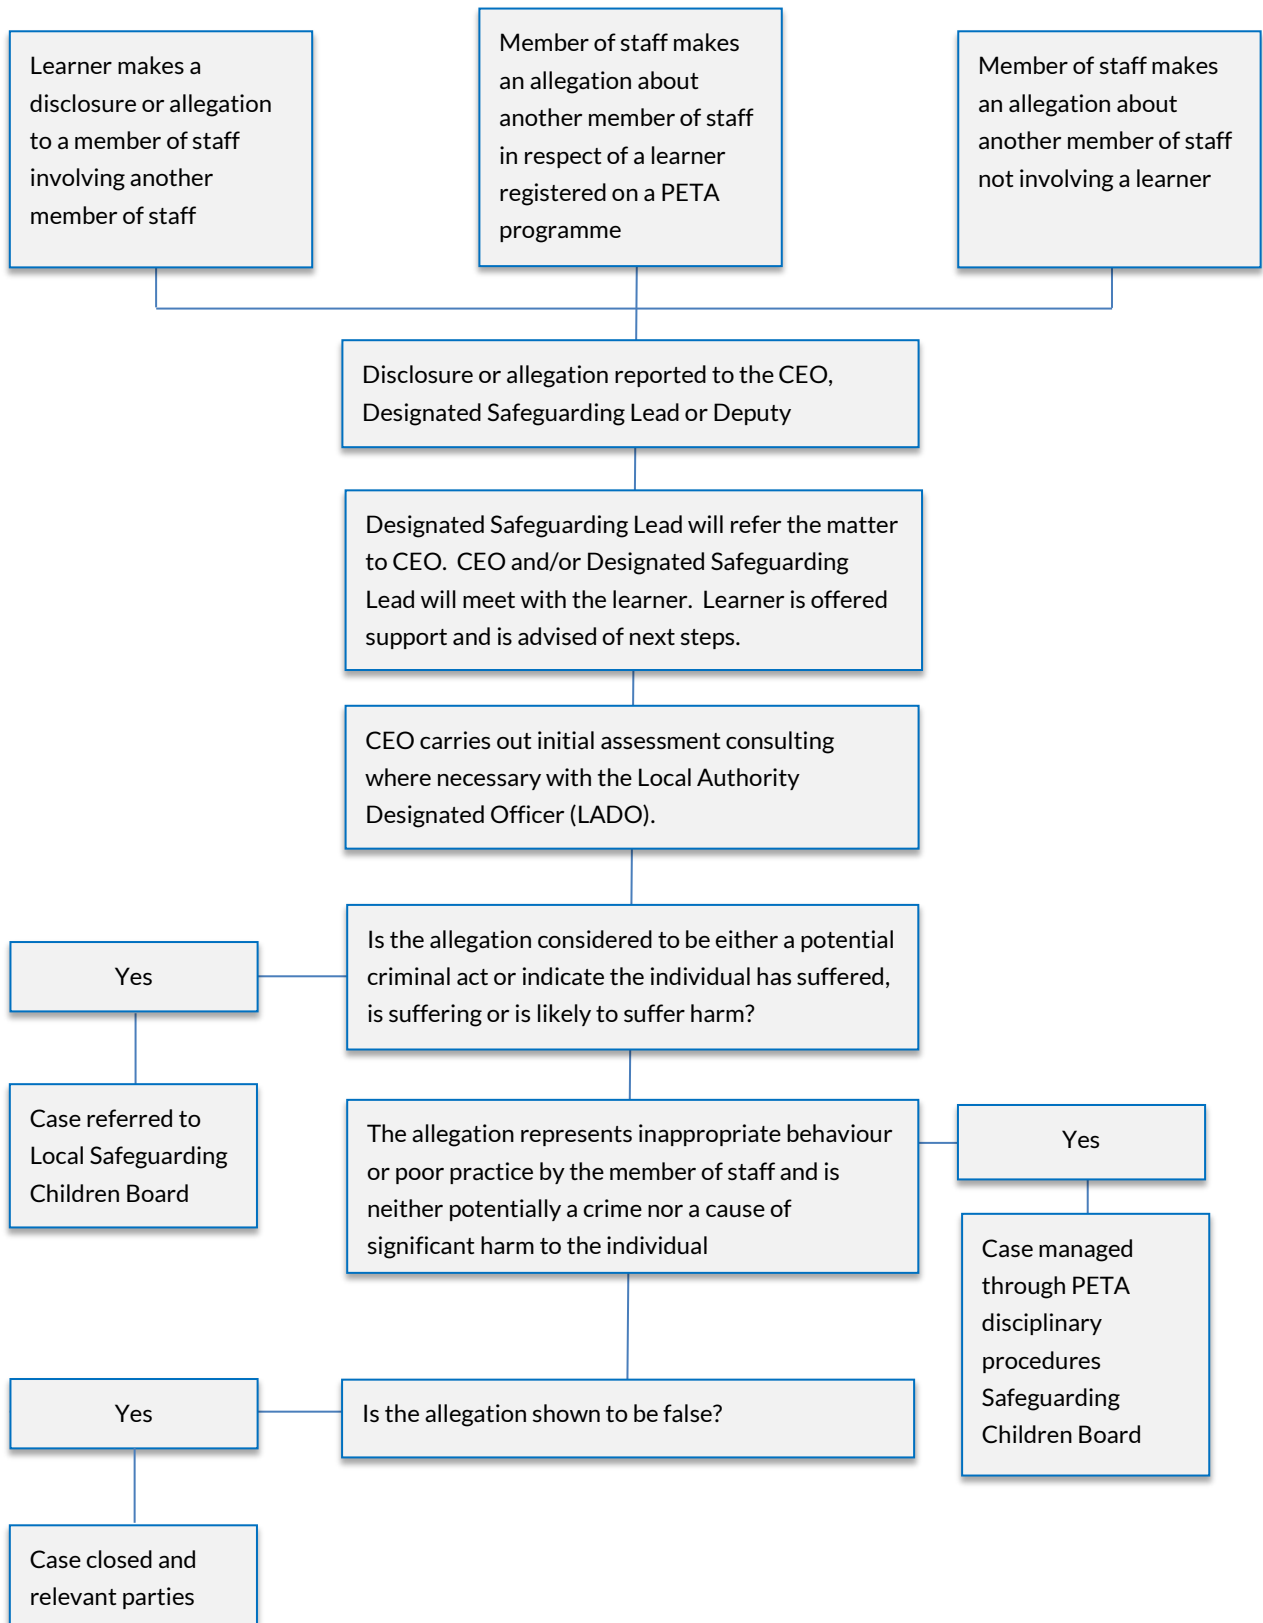 Learner makes a
disclosure or allegation
to a member of staff
involving another
member of staff
Member of staff makes
an allegation about
another member of staff
in respect of a learner
registered on a PETA
programme
Member of staff makes
an allegation about
another member of staff
not involving a learner
Disclosure or allegation reported to the CEO,
Designated Safeguarding Lead or Deputy
Designated Safeguarding Lead will refer the matter
to CEO.  CEO and/or Designated Safeguarding
Lead will meet with the learner.  Learner is offered
support and is advised of next steps.
CEO carries out initial assessment consulting
where necessary with the Local Authority
Designated Officer (LADO).
Is the allegation considered to be either a potential
criminal act or indicate the individual has suffered,
is suffering or is likely to suffer harm?
Yes
Case referred to
Local Safeguarding
Children Board
The allegation represents inappropriate behaviour
or poor practice by the member of staff and is
neither potentially a crime nor a cause of
significant harm to the individual
Yes
Case managed
through PETA
disciplinary
procedures
Safeguarding
Children Board
Is the allegation shown to be false?
Yes
Case closed and
relevant parties